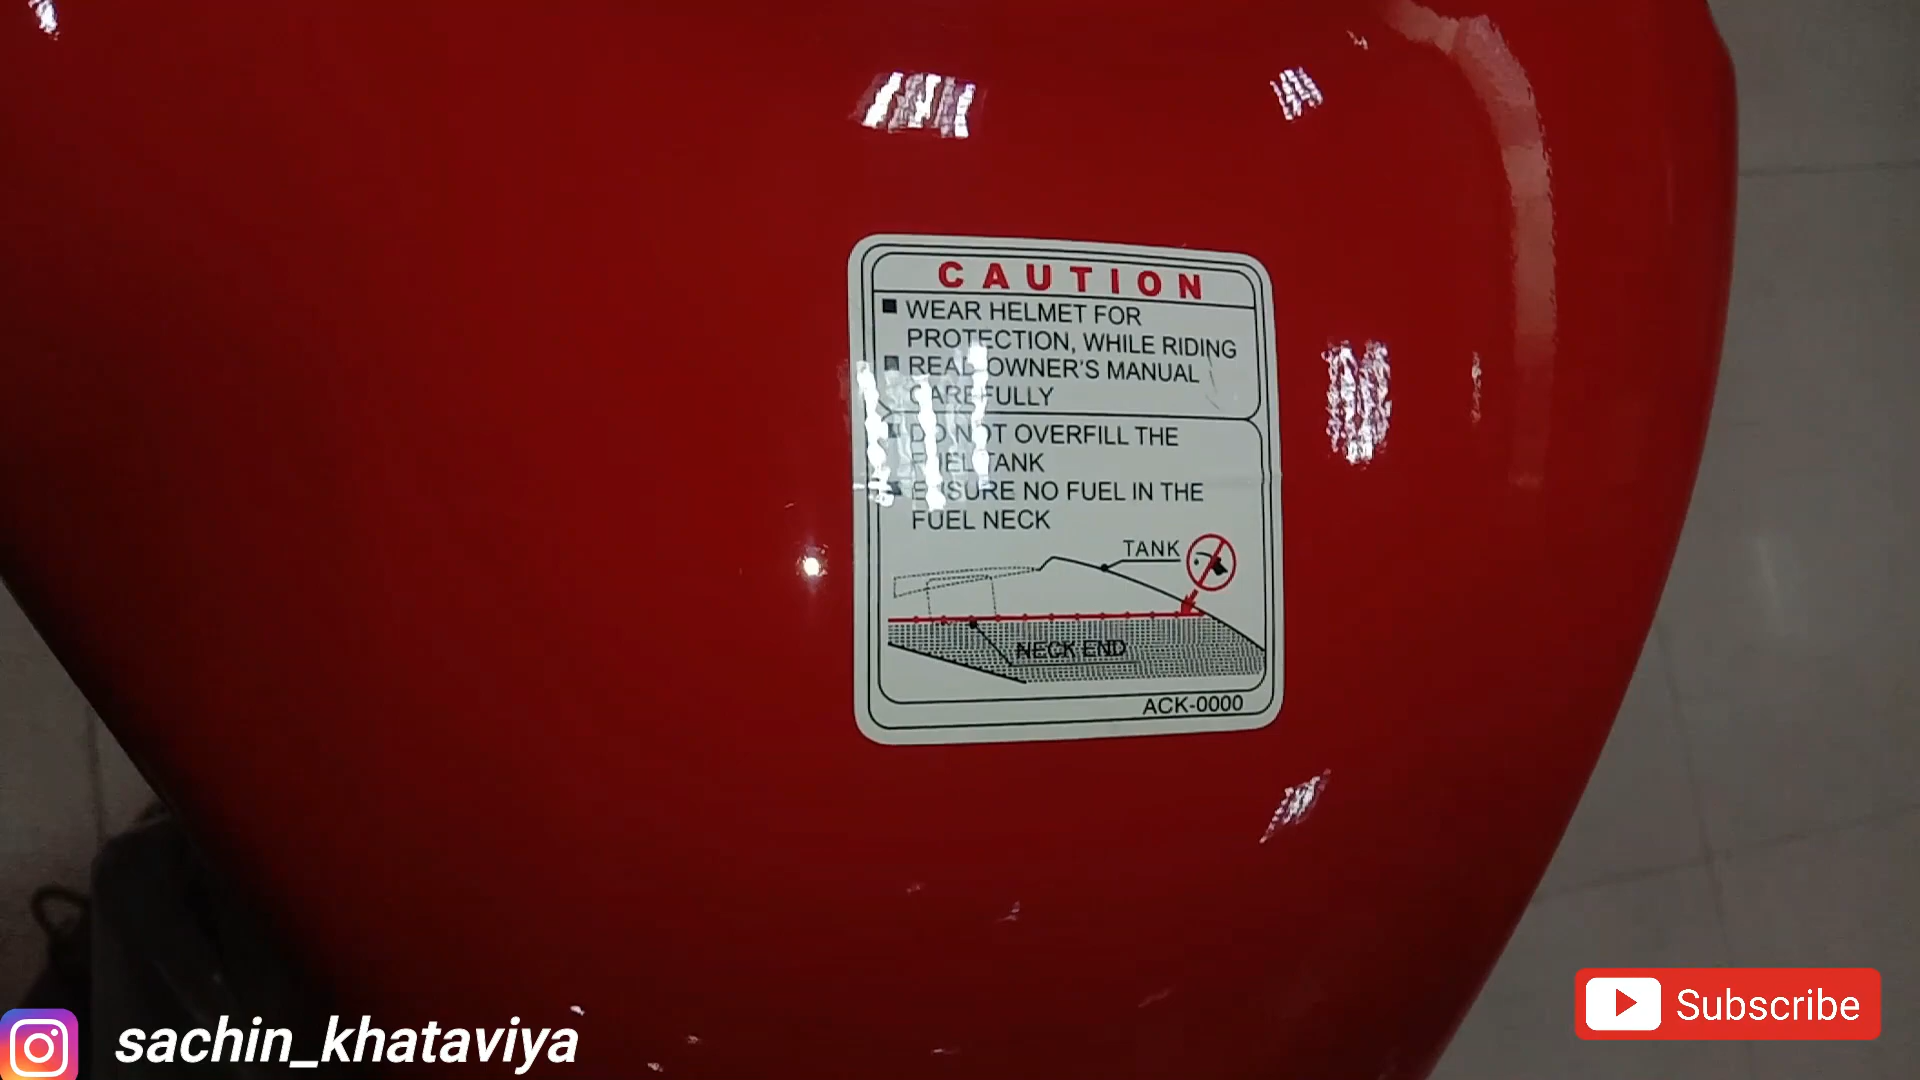 CAUTION
■ WEAR HELMET FOR
PROTECTION, WHILE RIDING
■ READ OWNER'S MANUAL
CAREFULLY
■ DO NOT OVERFILL THE
FUEL TANK
■ ENSURE NO FUEL IN THE
FUEL NECK
TANK
NECK END
ACK-0000
sachin_khataviya
Subscribe